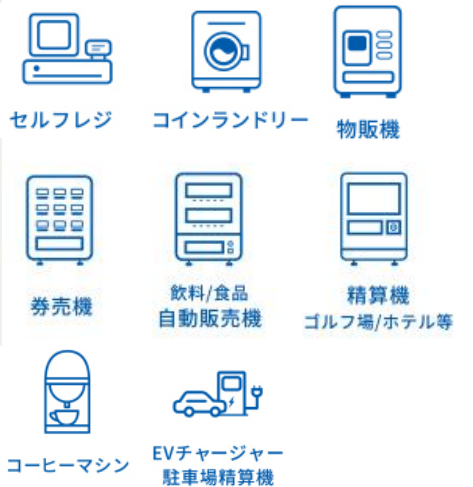 セルフレジ
コインランドリー
物販機
券売機
飲料/食品
自動販売機
精算機
ゴルフ場/ホテル等
コーヒーマシン
EVチャージャー
駐車場精算機